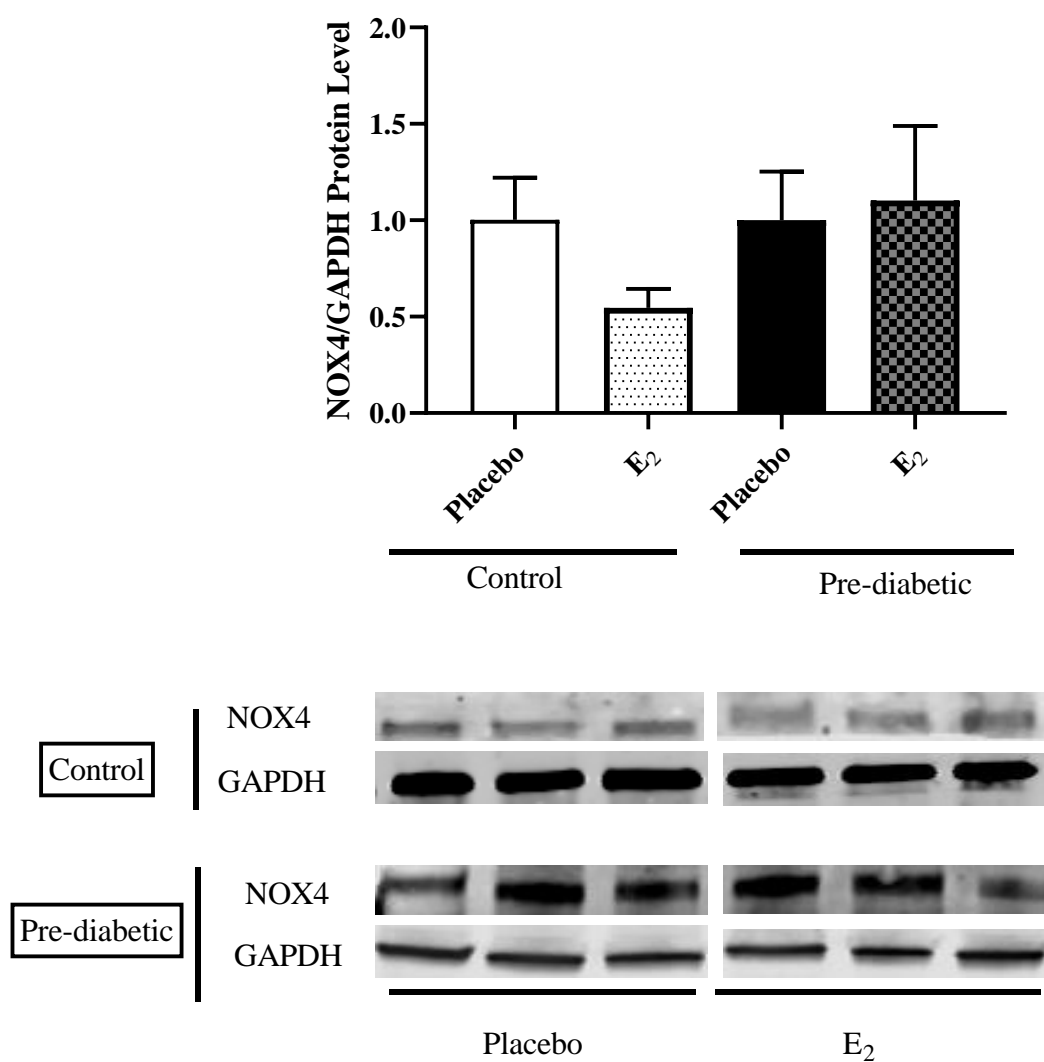 NOX4/GAPDH Protein Level
2.0
1.5
1.0
0.5
0.0
Placebo
E₂
Placebo
E₂
Control
Pre-diabetic
NOX4
Control
GAPDH
NOX4
Pre-diabetic
GAPDH
Placebo
E₂